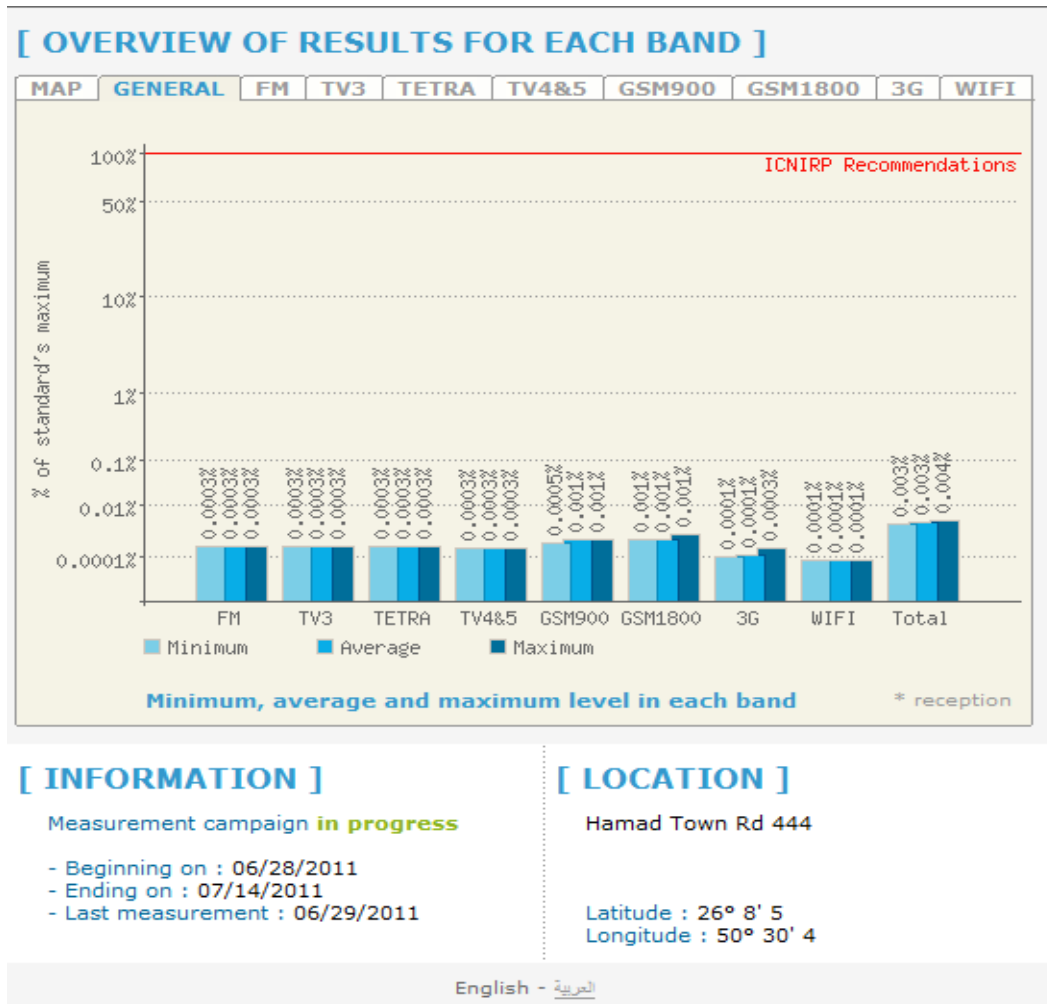 [ OVERVIEW OF RESULTS FOR EACH BAND ]
MAP GENERAL FM TV3 TETRA TV4&5 GSM900 GSM1800 3G WIFI
100%
ICNIRP Recommendations
50%
10%
1%
0.1%
0.01%
0.0001%
% of standard's maximum
0.0003% 0.0003% 0.0003%
0.0003% 0.0003% 0.0003%
0.0003% 0.0003% 0.0003%
0.0003% 0.0003% 0.0003%
0.0005% 0.001% 0.001%
0.001% 0.001% 0.001%
0.0001% 0.0001% 0.0003%
0.0001% 0.0001% 0.0001%
0.003% 0.003% 0.004%
FM TV3 TETRA TV4&5 GSM900 GSM1800 3G WIFI Total
Minimum Average Maximum
Minimum, average and maximum level in each band * reception
[ INFORMATION ]
Measurement campaign in progress
- Beginning on : 06/28/2011
- Ending on : 07/14/2011
- Last measurement : 06/29/2011
[ LOCATION ]
Hamad Town Rd 444
Latitude : 26° 8' 5
Longitude : 50° 30' 4
English - العربية